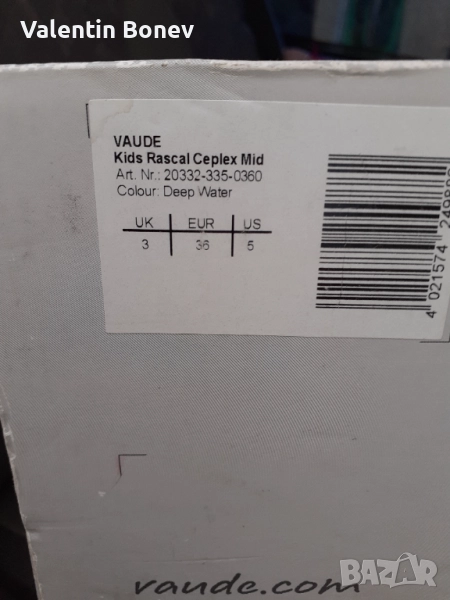 Valentin Bonev
VAUDE
Kids Rascal Ceplex Mid
Art. Nr.: 20332-335-0360
Colour: Deep Water
UK EUR US
3 36 5
4 021574
vaude.com
BAZAR